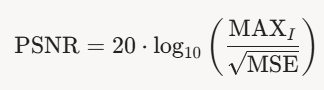 PSNR = 20 · log₁₀ (MAX_I / √MSE)